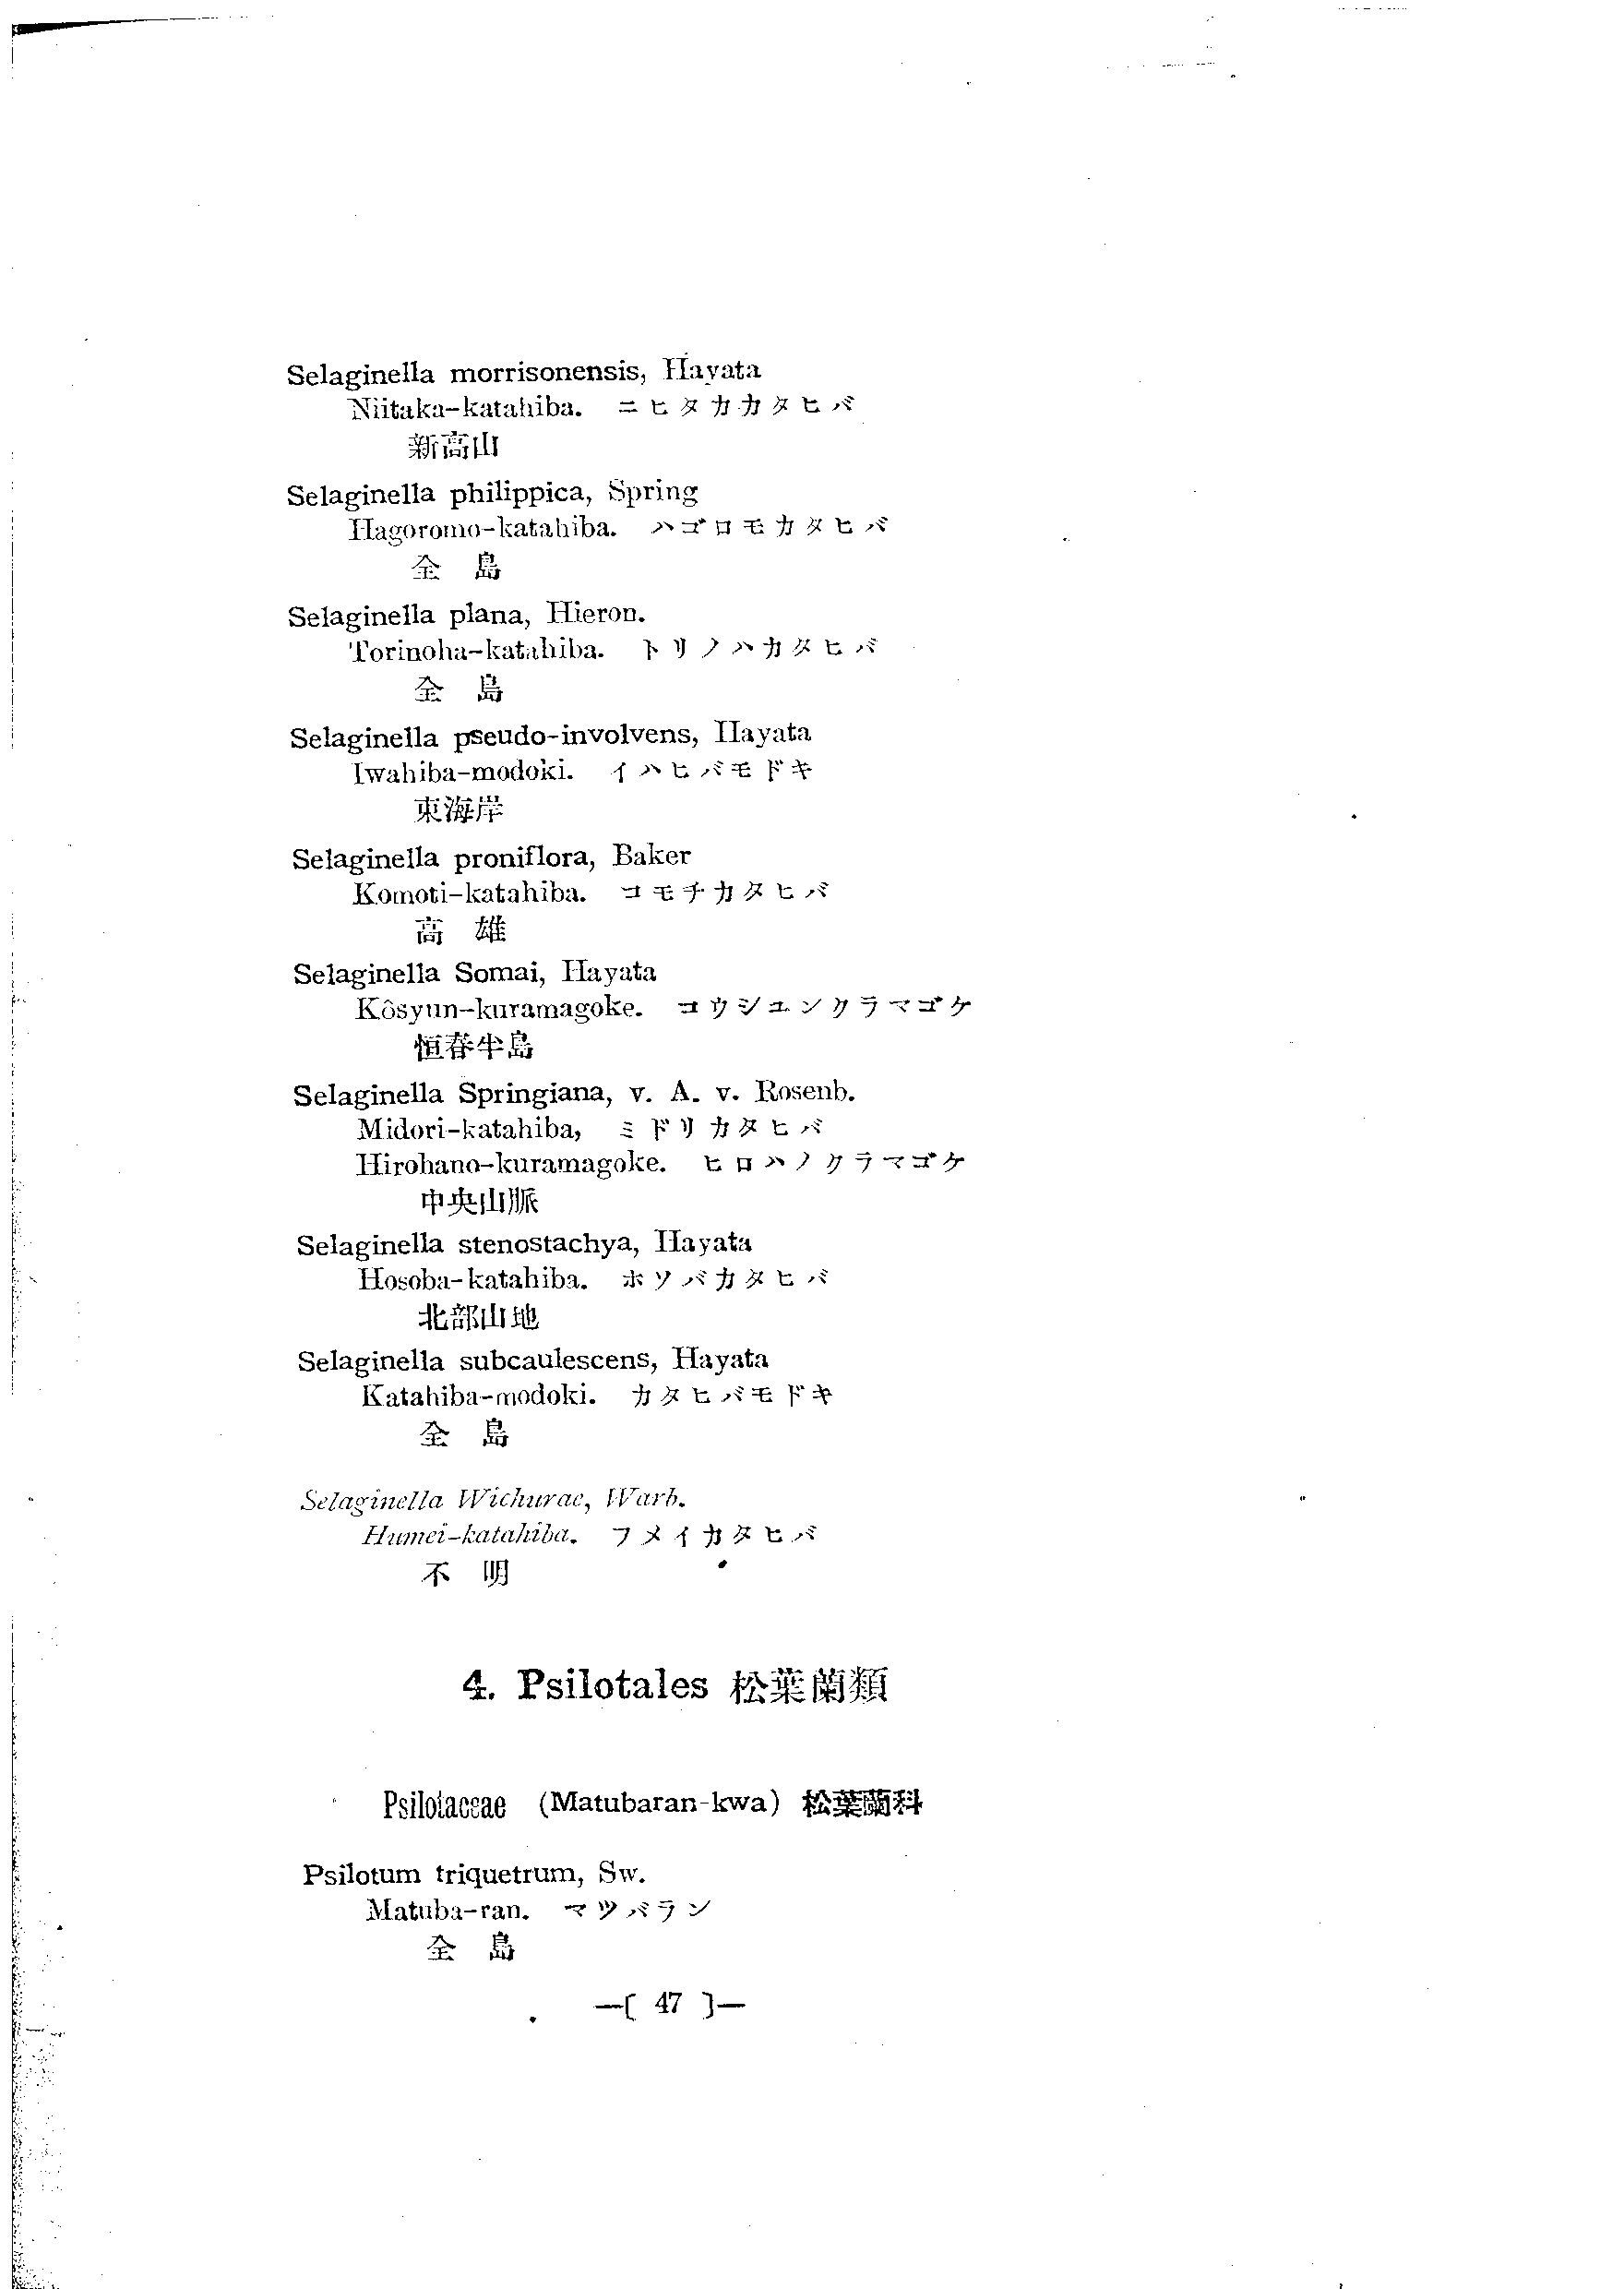 Selaginella morrisonensis, Hayata
Niitaka-katahiba. ニヒタカカタヒバ
新高山
Selaginella philippica, Spring
Hagoromo-katahiba. ハゴロモカタヒバ
全 島
Selaginella plana, Hieron.
Torinoha-katahiba. トリノハカタヒバ
全 島
Selaginella pseudo-involvens, Hayata
Iwahiba-modoki. イハヒバモドキ
東海岸
Selaginella proniflora, Baker
Komoti-katahiba. コモチカタヒバ
高 雄
Selaginella Somai, Hayata
Kôsyun-kuramagoke. コウシユンクラマゴケ
恒春半島
Selaginella Springiana, v. A. v. Rosenb.
Midori-katahiba, ミドリカタヒバ
Hirohano-kuramagoke. ヒロハノクラマゴケ
中央山脈
Selaginella stenostachya, Hayata
Hosoba-katahiba. ホソバカタヒバ
北部山地
Selaginella subcaulescens, Hayata
Katahiba-modoki. カタヒバモドキ
全 島
Selaginella Wichurae, Warb.
Humei-katahiba. フメイカタヒバ
不 明
4. Psilotales 松葉蘭類
Psilotaceae (Matubaran-kwa) 松葉蘭科
Psilotum triquetrum, Sw.
Matuba-ran. マツバラン
全 島
—( 47 )—